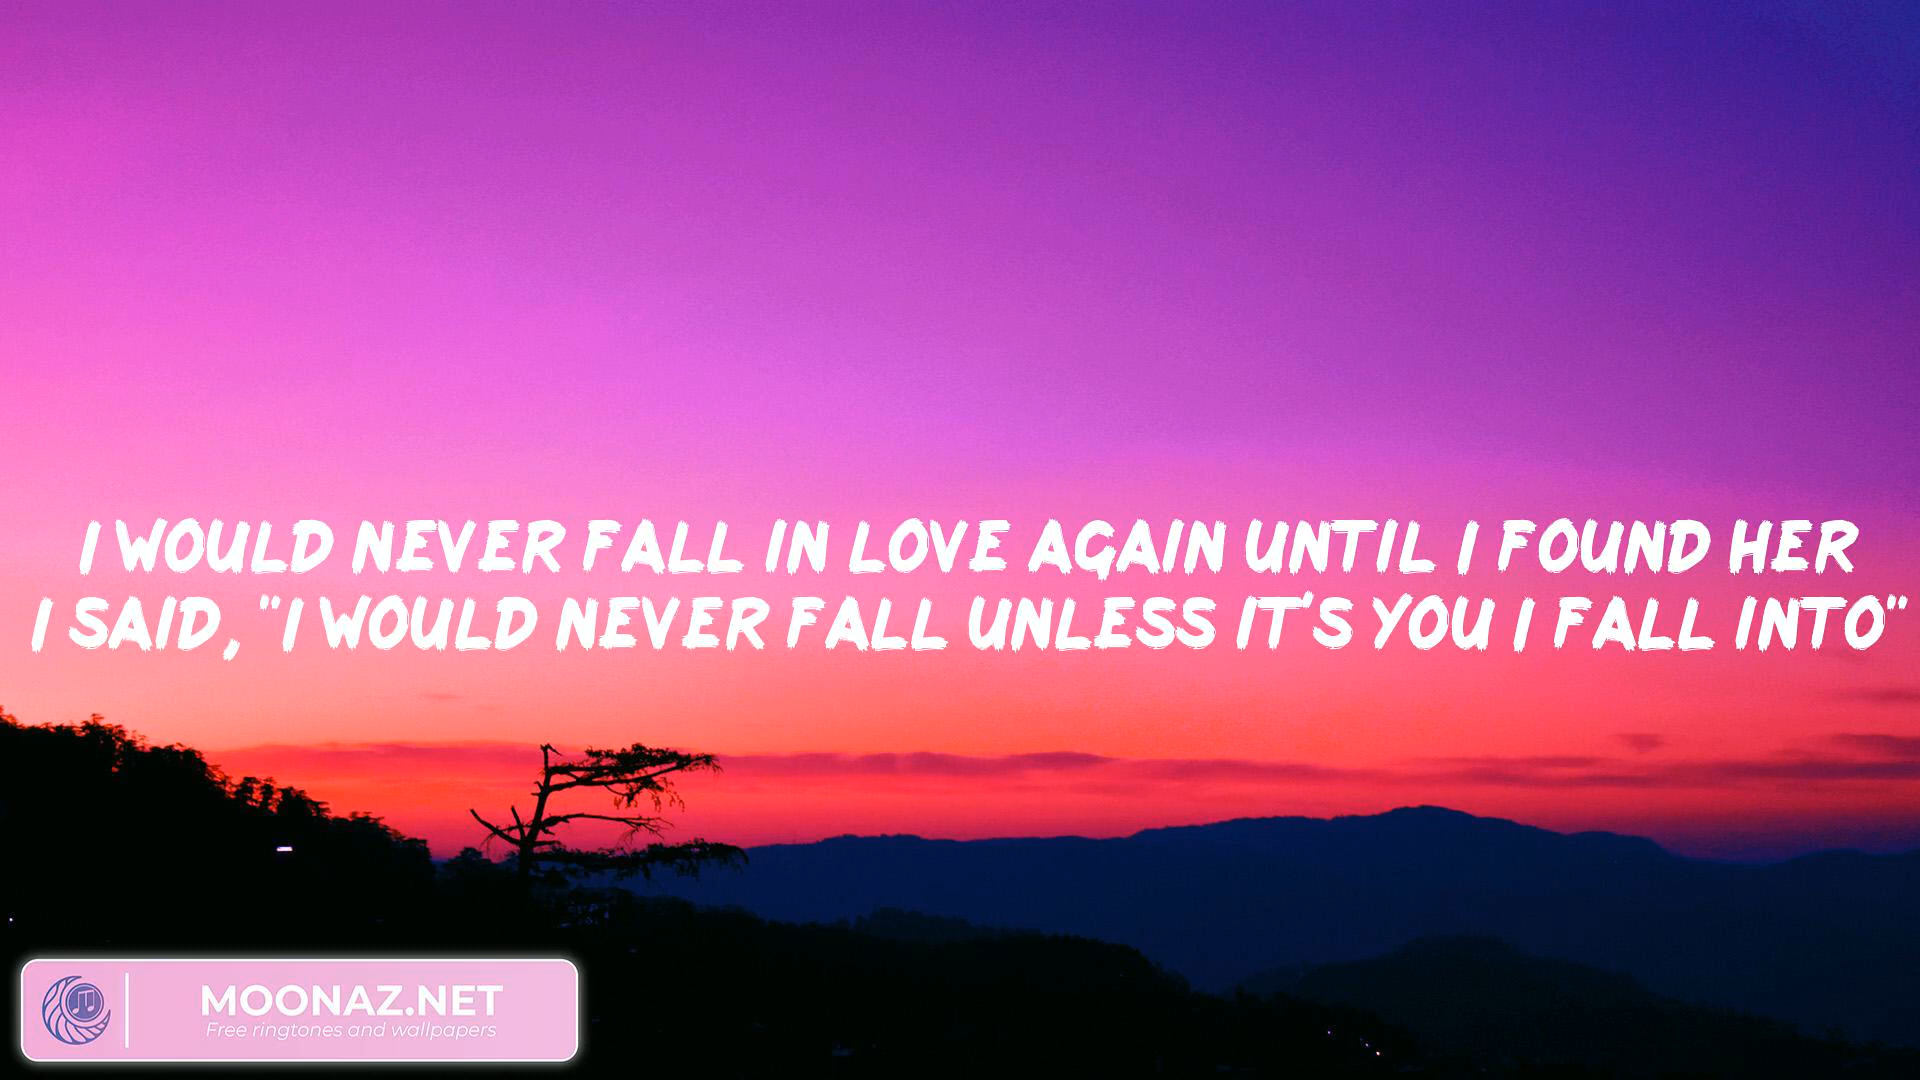 I WOULD NEVER FALL IN LOVE AGAIN UNTIL I FOUND HER
I SAID, "I WOULD NEVER FALL UNLESS IT'S YOU I FALL INTO"
MOONAZ.NET
Free ringtones and wallpapers